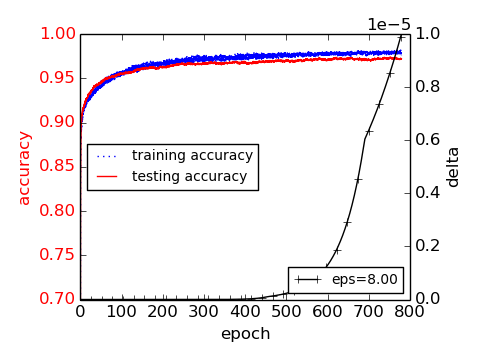 1e−5
1.00
0.95
0.90
0.85
0.80
0.75
0.70
accuracy
training accuracy
testing accuracy
eps=8.00
1.0
0.8
0.6
0.4
0.2
0.0
delta
0 100 200 300 400 500 600 700 800
epoch